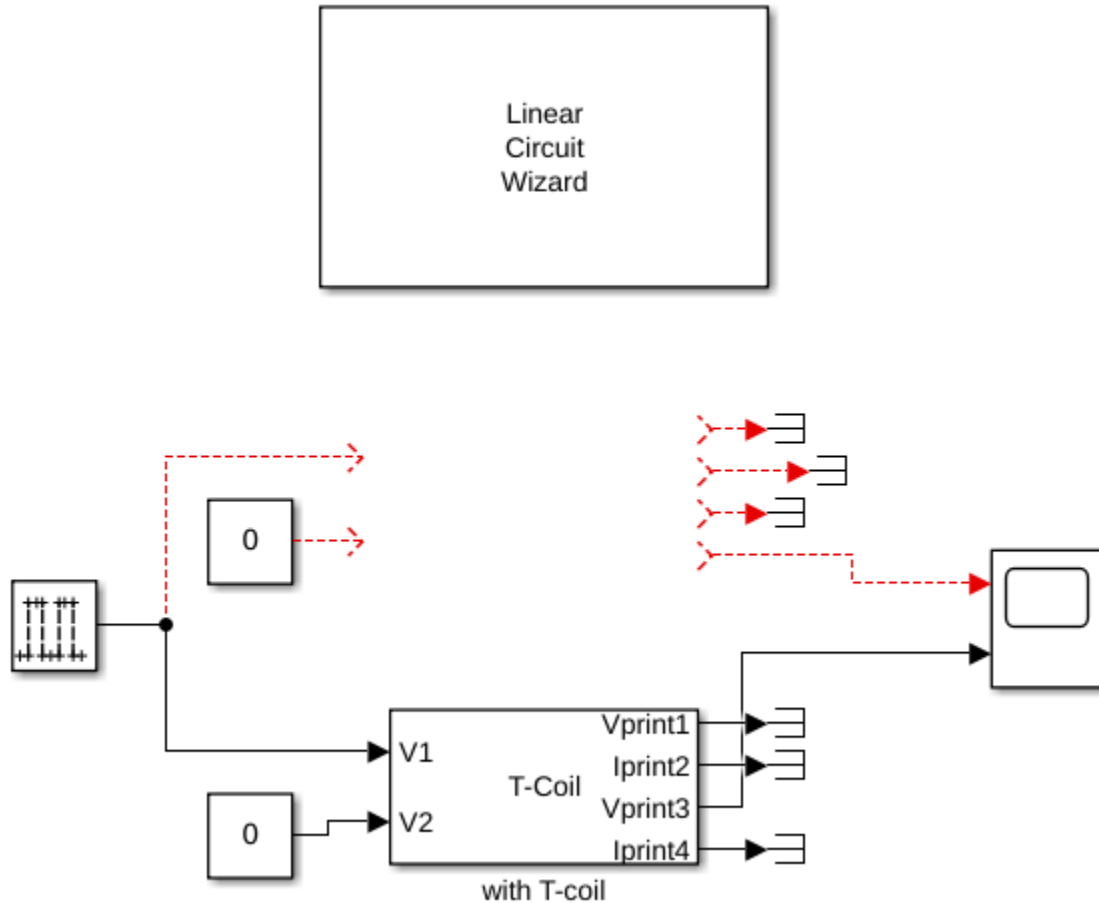 Linear
Circuit
Wizard
0
V1
V2
T-Coil
Vprint1
Iprint2
Vprint3
Iprint4
0
with T-coil